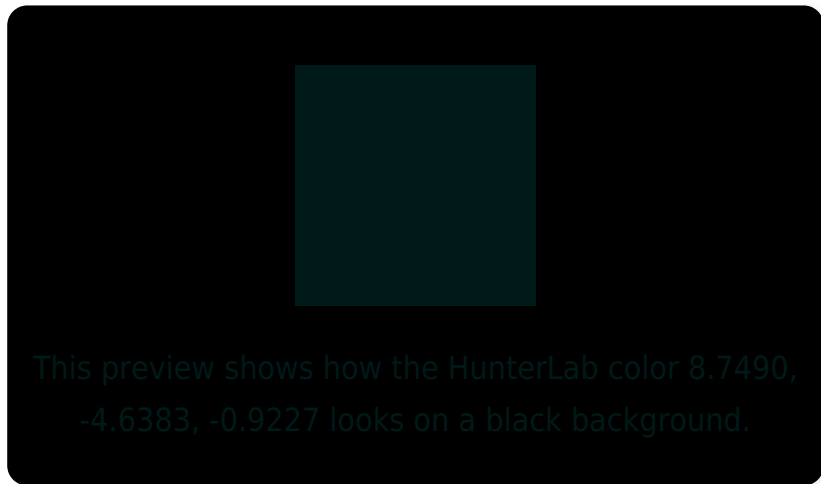 This preview shows how the HunterLab color 8.7490,
-4.6383, -0.9227 looks on a black background.